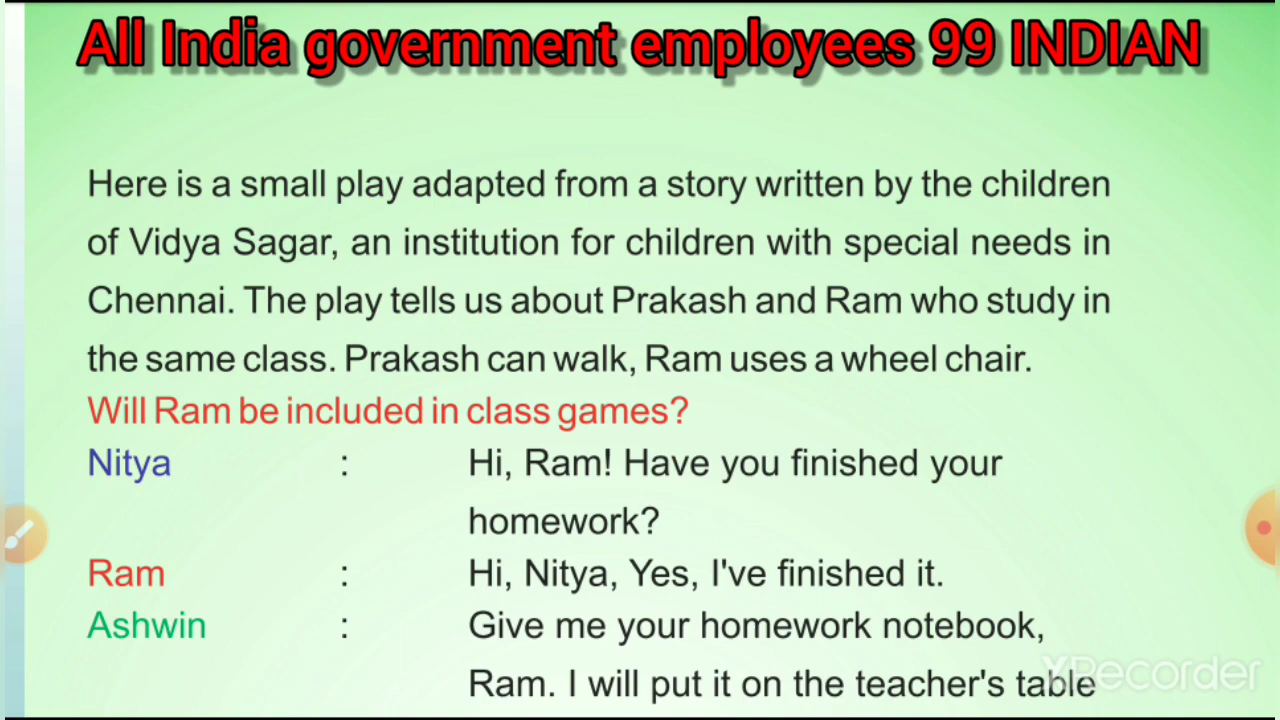 All India government employees 99 INDIAN
Here is a small play adapted from a story written by the children
of Vidya Sagar, an institution for children with special needs in
Chennai. The play tells us about Prakash and Ram who study in
the same class. Prakash can walk, Ram uses a wheel chair.
Will Ram be included in class games?
Nitya : Hi, Ram! Have you finished your
homework?
Ram : Hi, Nitya, Yes, I've finished it.
Ashwin : Give me your homework notebook,
Ram. I will put it on the teacher's table
XRecorder